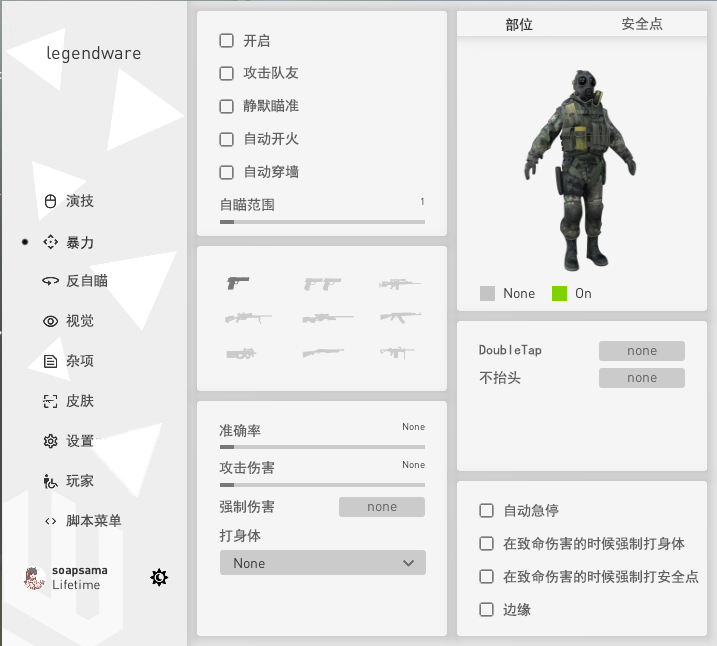 legendware
演技
暴力
反自瞄
视觉
杂项
皮肤
设置
玩家
脚本菜单
soapsama
Lifetime
开启
攻击队友
静默瞄准
自动开火
自动穿墙
自瞄范围 1
准确率 None
攻击伤害 None
强制伤害 none
打身体
None
部位 安全点
None On
DoubleTap none
不抬头 none
自动急停
在致命伤害的时候强制打身体
在致命伤害的时候强制打安全点
边缘